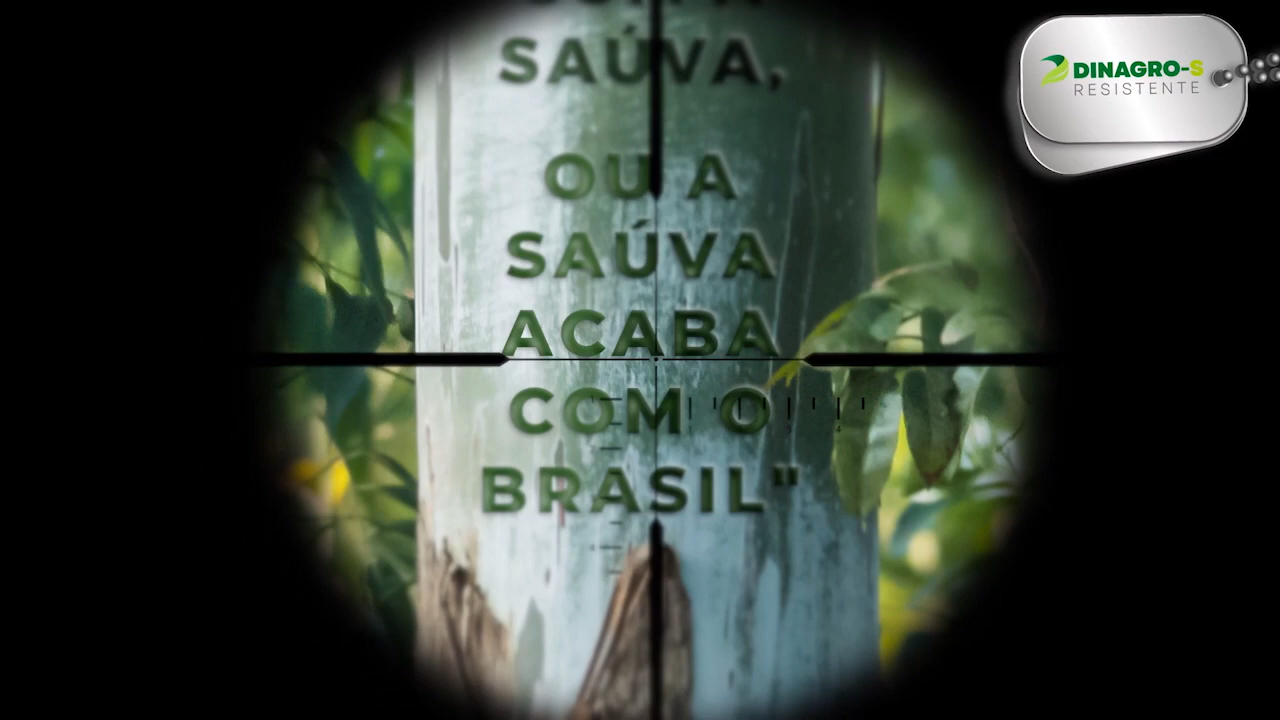 SAÚVA,
OU A
SAÚVA
ACABA
COM O
BRASIL"
DINAGRO-S
RESISTENTE